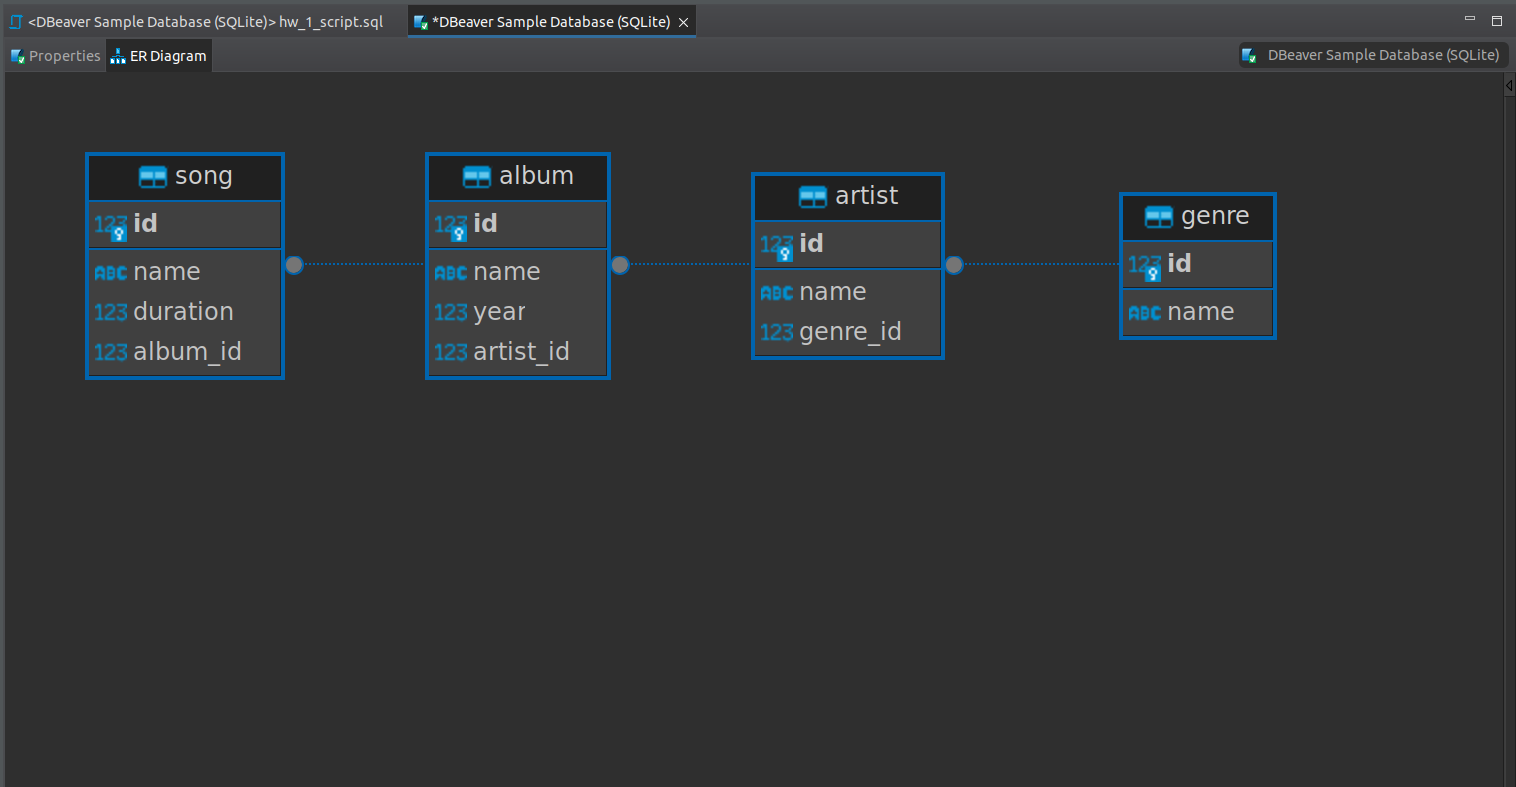 <DBeaver Sample Database (SQLite)> hw_1_script.sql
*DBeaver Sample Database (SQLite)
Properties
ER Diagram
DBeaver Sample Database (SQLite)
song
123 id
ABC name
123 duration
123 album_id
album
123 id
ABC name
123 year
123 artist_id
artist
123 id
ABC name
123 genre_id
genre
123 id
ABC name